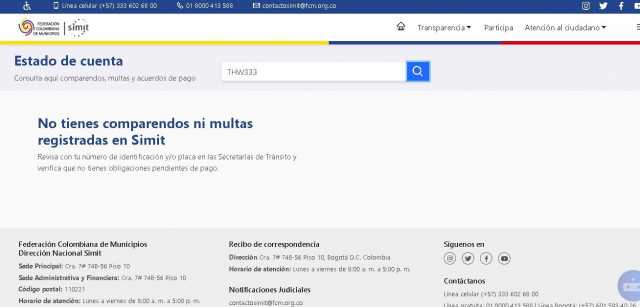 Línea celular (+57) 333 602 68 00
01 8000 413 588
contactosimit@fcm.org.co
FEDERACIÓN
COLOMBIANA
DE MUNICIPIOS
simit
Transparencia
Participa
Atención al ciudadano
Estado de cuenta
Consulta aquí comparendos, multas y acuerdos de pago
THW333
No tienes comparendos ni multas
registradas en Simit
Revisa con tu número de identificación y/o placa en las Secretarías de Tránsito y
verifica que no tienes obligaciones pendientes de pago.
Federación Colombiana de Municipios
Dirección Nacional Simit
Sede Principal: Cra. 7# 74B-56 Piso 10
Sede Administrativa y Financiera: Cra. 7# 74B-56 Piso 10
Código postal: 110221
Horario de atención: Lunes a viernes de 8:00 a. m. a 5:00 p. m.
Recibo de correspondencia
Dirección Cra. 7# 74B-56 Piso 10, Bogotá D.C. Colombia
Horario de atención: Lunes a viernes de 8:00 a. m. a 5:00 p. m.
Notificaciones Judiciales
contactosimit@fcm.org.co
Síguenos en
Contáctanos
Línea celular (+57) 333 602 68 00
Línea gratuita: 01 8000 413 588 | Línea Bogotá: (+57) 601